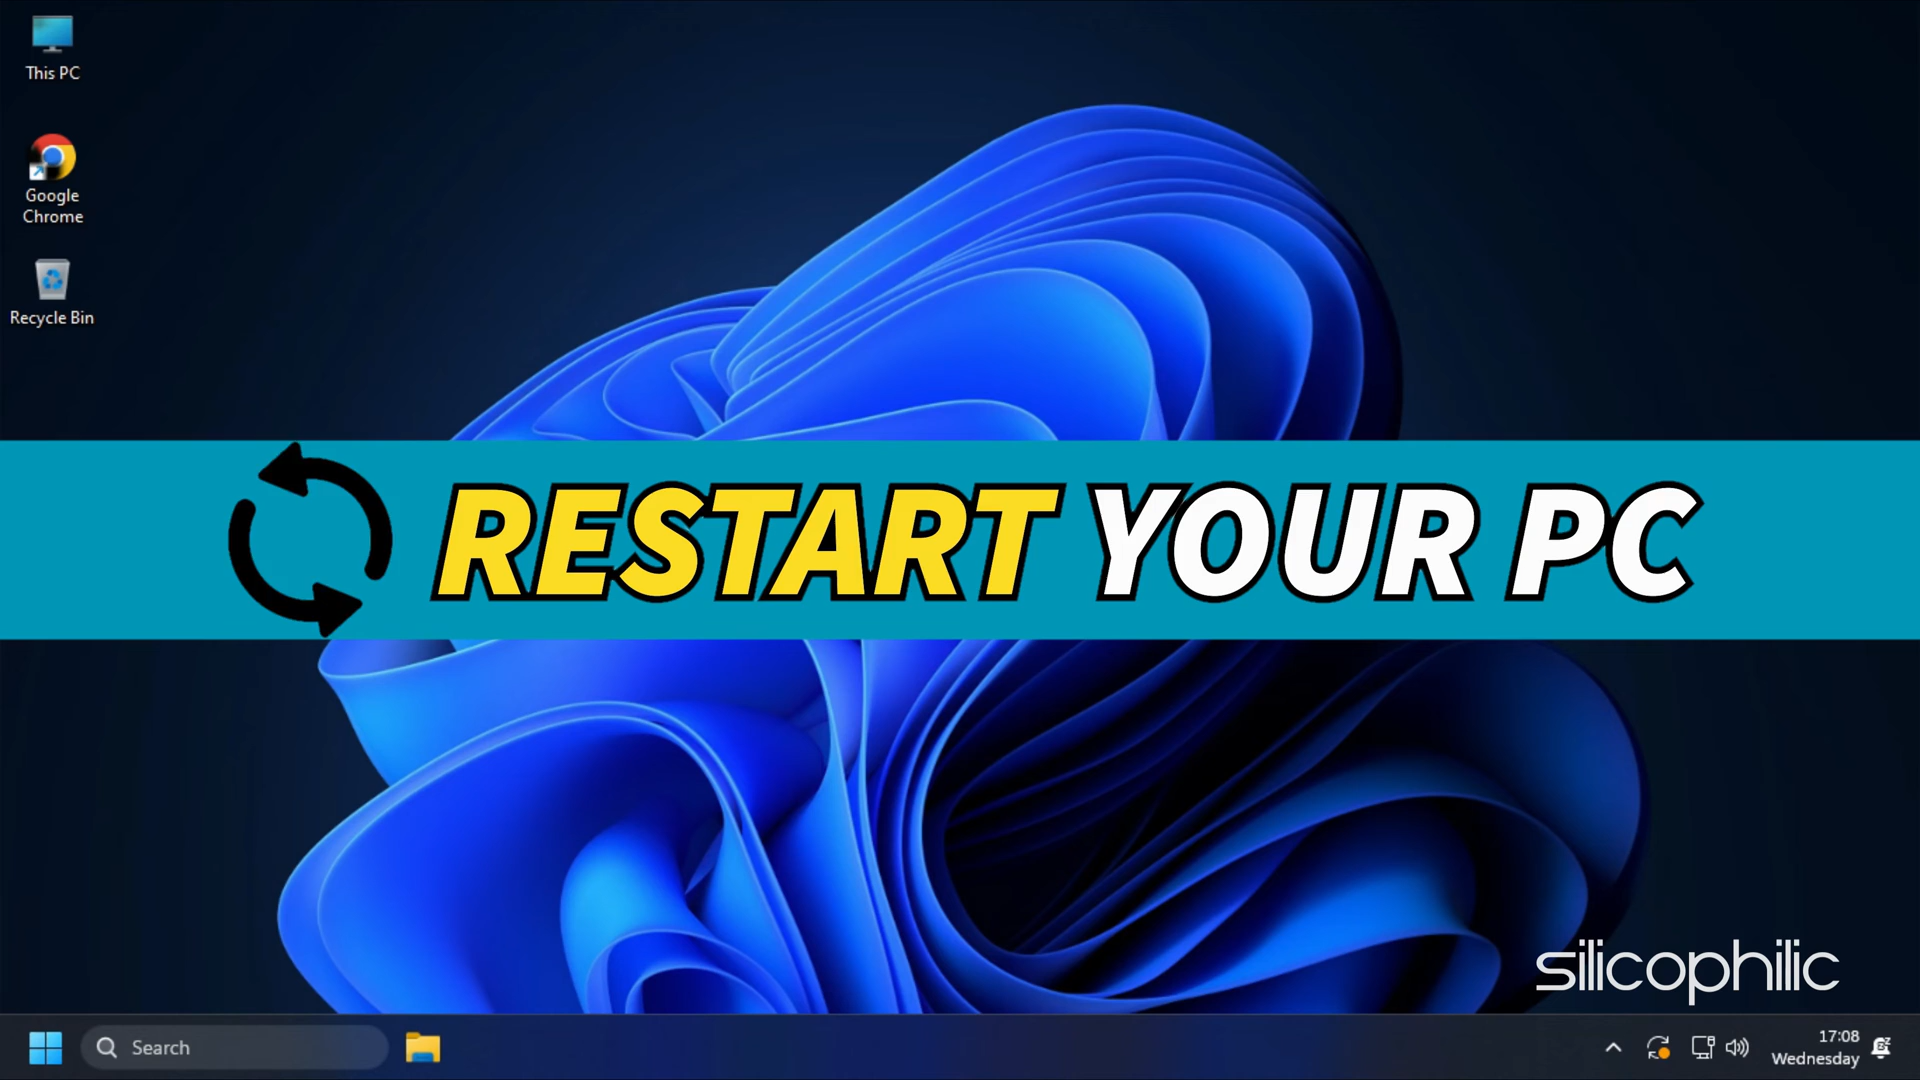 This PC
Google
Chrome
Recycle Bin
RESTART YOUR PC
silicophilic
Search
17:08
Wednesday